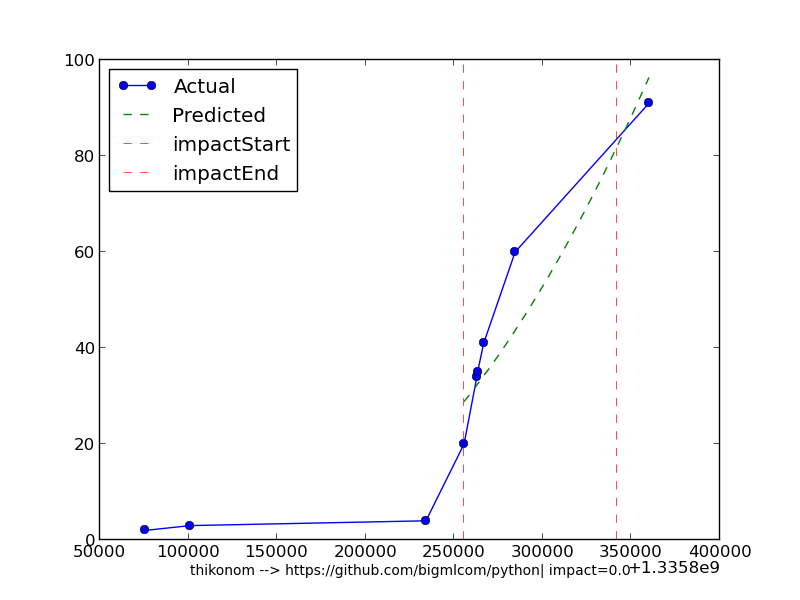 100
80
60
40
20
0
Actual
Predicted
impactStart
impactEnd
50000 100000 150000 200000 250000 300000 350000 400000
thikonom --> https://github.com/bigmlcom/python| impact=0.0
+1.3358e9